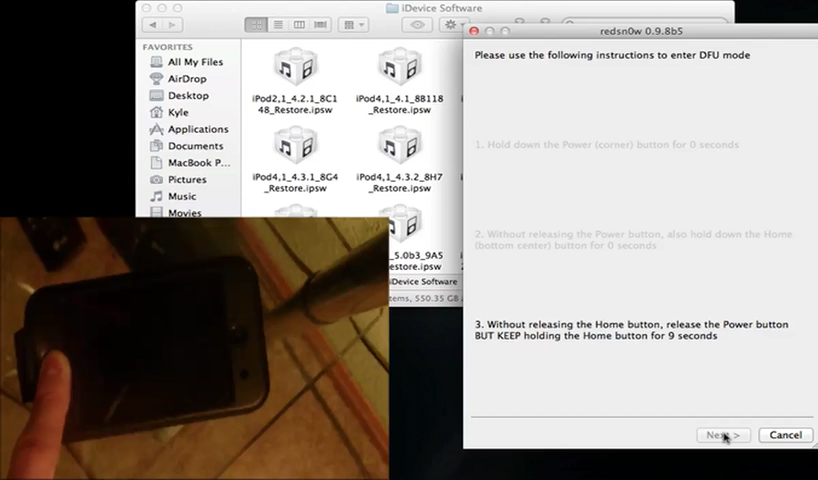 iDevice Software
redsn0w 0.9.8b5
FAVORITES
All My Files
AirDrop
Desktop
Kyle
Applications
Documents
MacBook P...
Pictures
Music
Movies
iPod2,1_4.2.1_8C1
48_Restore.ipsw
iPod4,1_4.1_8B118
_Restore.ipsw
iPod4,1_4.3.1_8G4
_Restore.ipsw
iPod4,1_4.3.2_8H7
_Restore.ipsw
_5.0b3_9A5
_Restore.ipsw
iDevice Software
items, 550.35 GB
Please use the following instructions to enter DFU mode
1. Hold down the Power (corner) button for 0 seconds
2. Without releasing the Power button, also hold down the Home
(bottom center) button for 0 seconds
3. Without releasing the Home button, release the Power button
BUT KEEP holding the Home button for 9 seconds
Next >
Cancel